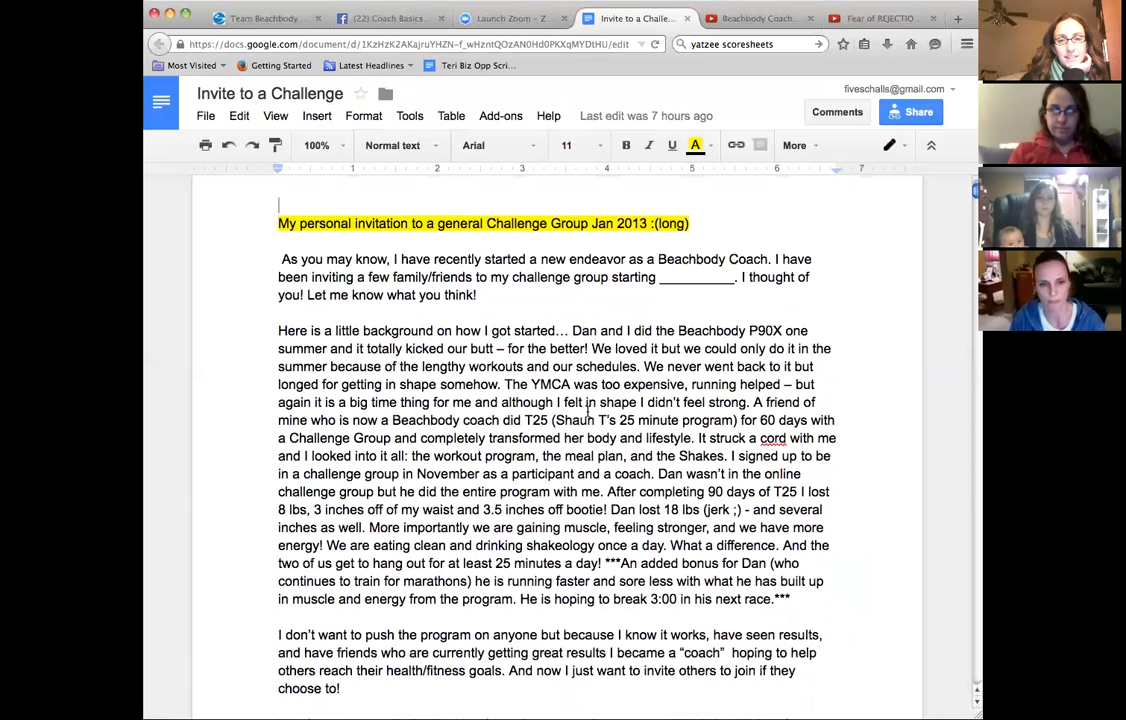 Team Beachbody
(22) Coach Basics...
Launch Zoom – Z...
Invite to a Challe...
Beachbody Coach...
Fear of REJECTIO...
https://docs.google.com/document/d/1KzHzK2AKajruYHZN-f_wHzntQOzAN0Hd0PKXqMYDtHU/edit
yatzee scoresheets
Most Visited
Getting Started
Latest Headlines
Teri Biz Opp Scri...
Invite to a Challenge
fiveschalls@gmail.com
File Edit View Insert Format Tools Table Add-ons Help Last edit was 7 hours ago
Comments
Share
100% Normal text Arial 11 B I U A More
1 2 3 4 5 6 7
My personal invitation to a general Challenge Group Jan 2013 :(long)
As you may know, I have recently started a new endeavor as a Beachbody Coach. I have
been inviting a few family/friends to my challenge group starting __________. I thought of
you! Let me know what you think!
Here is a little background on how I got started… Dan and I did the Beachbody P90X one
summer and it totally kicked our butt – for the better! We loved it but we could only do it in the
summer because of the lengthy workouts and our schedules. We never went back to it but
longed for getting in shape somehow. The YMCA was too expensive, running helped – but
again it is a big time thing for me and although I felt in shape I didn't feel strong. A friend of
mine who is now a Beachbody coach did T25 (Shaun T's 25 minute program) for 60 days with
a Challenge Group and completely transformed her body and lifestyle. It struck a cord with me
and I looked into it all: the workout program, the meal plan, and the Shakes. I signed up to be
in a challenge group in November as a participant and a coach. Dan wasn't in the online
challenge group but he did the entire program with me. After completing 90 days of T25 I lost
8 lbs, 3 inches off of my waist and 3.5 inches off bootie! Dan lost 18 lbs (jerk ;) - and several
inches as well. More importantly we are gaining muscle, feeling stronger, and we have more
energy! We are eating clean and drinking shakeology once a day. What a difference. And the
two of us get to hang out for at least 25 minutes a day! ***An added bonus for Dan (who
continues to train for marathons) he is running faster and sore less with what he has built up
in muscle and energy from the program. He is hoping to break 3:00 in his next race.***
I don't want to push the program on anyone but because I know it works, have seen results,
and have friends who are currently getting great results I became a "coach" hoping to help
others reach their health/fitness goals. And now I just want to invite others to join if they
choose to!